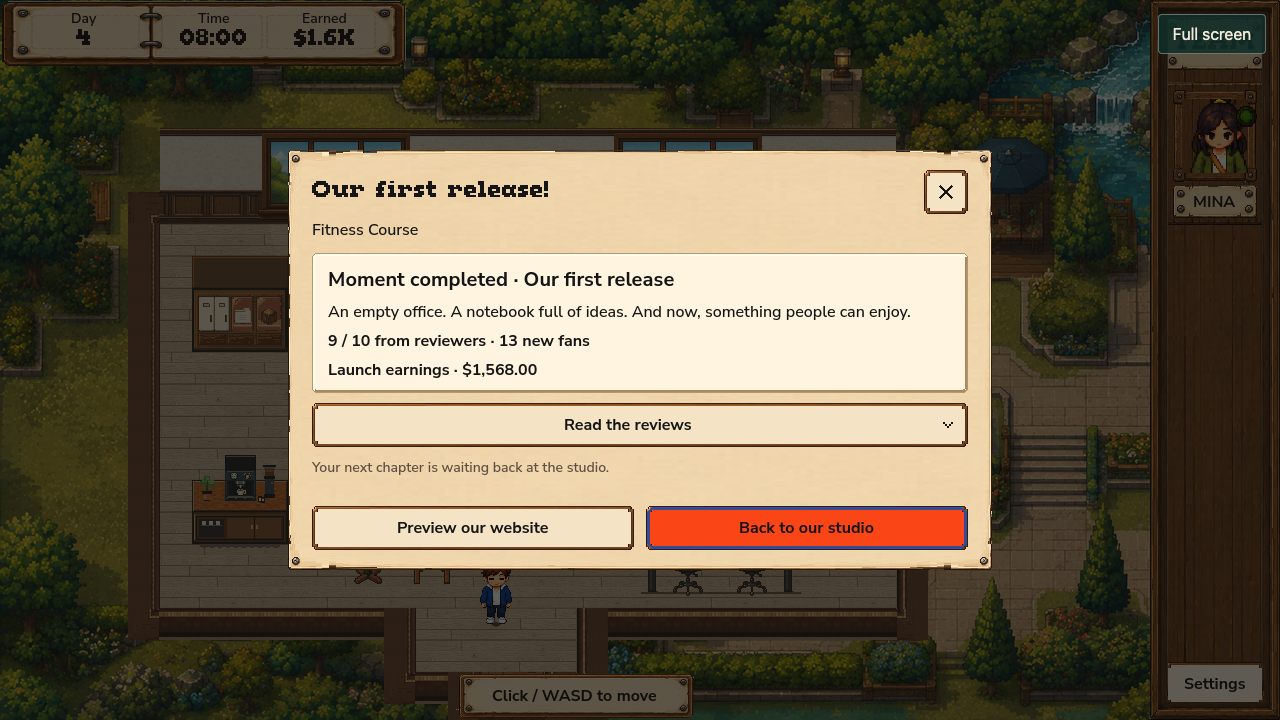 Day
4
Time
08:00
Earned
$1.6K
Full screen
MINA
Our first release!
Fitness Course
Moment completed · Our first release
An empty office. A notebook full of ideas. And now, something people can enjoy.
9 / 10 from reviewers · 13 new fans
Launch earnings · $1,568.00
Read the reviews
Your next chapter is waiting back at the studio.
Preview our website
Back to our studio
Click / WASD to move
Settings